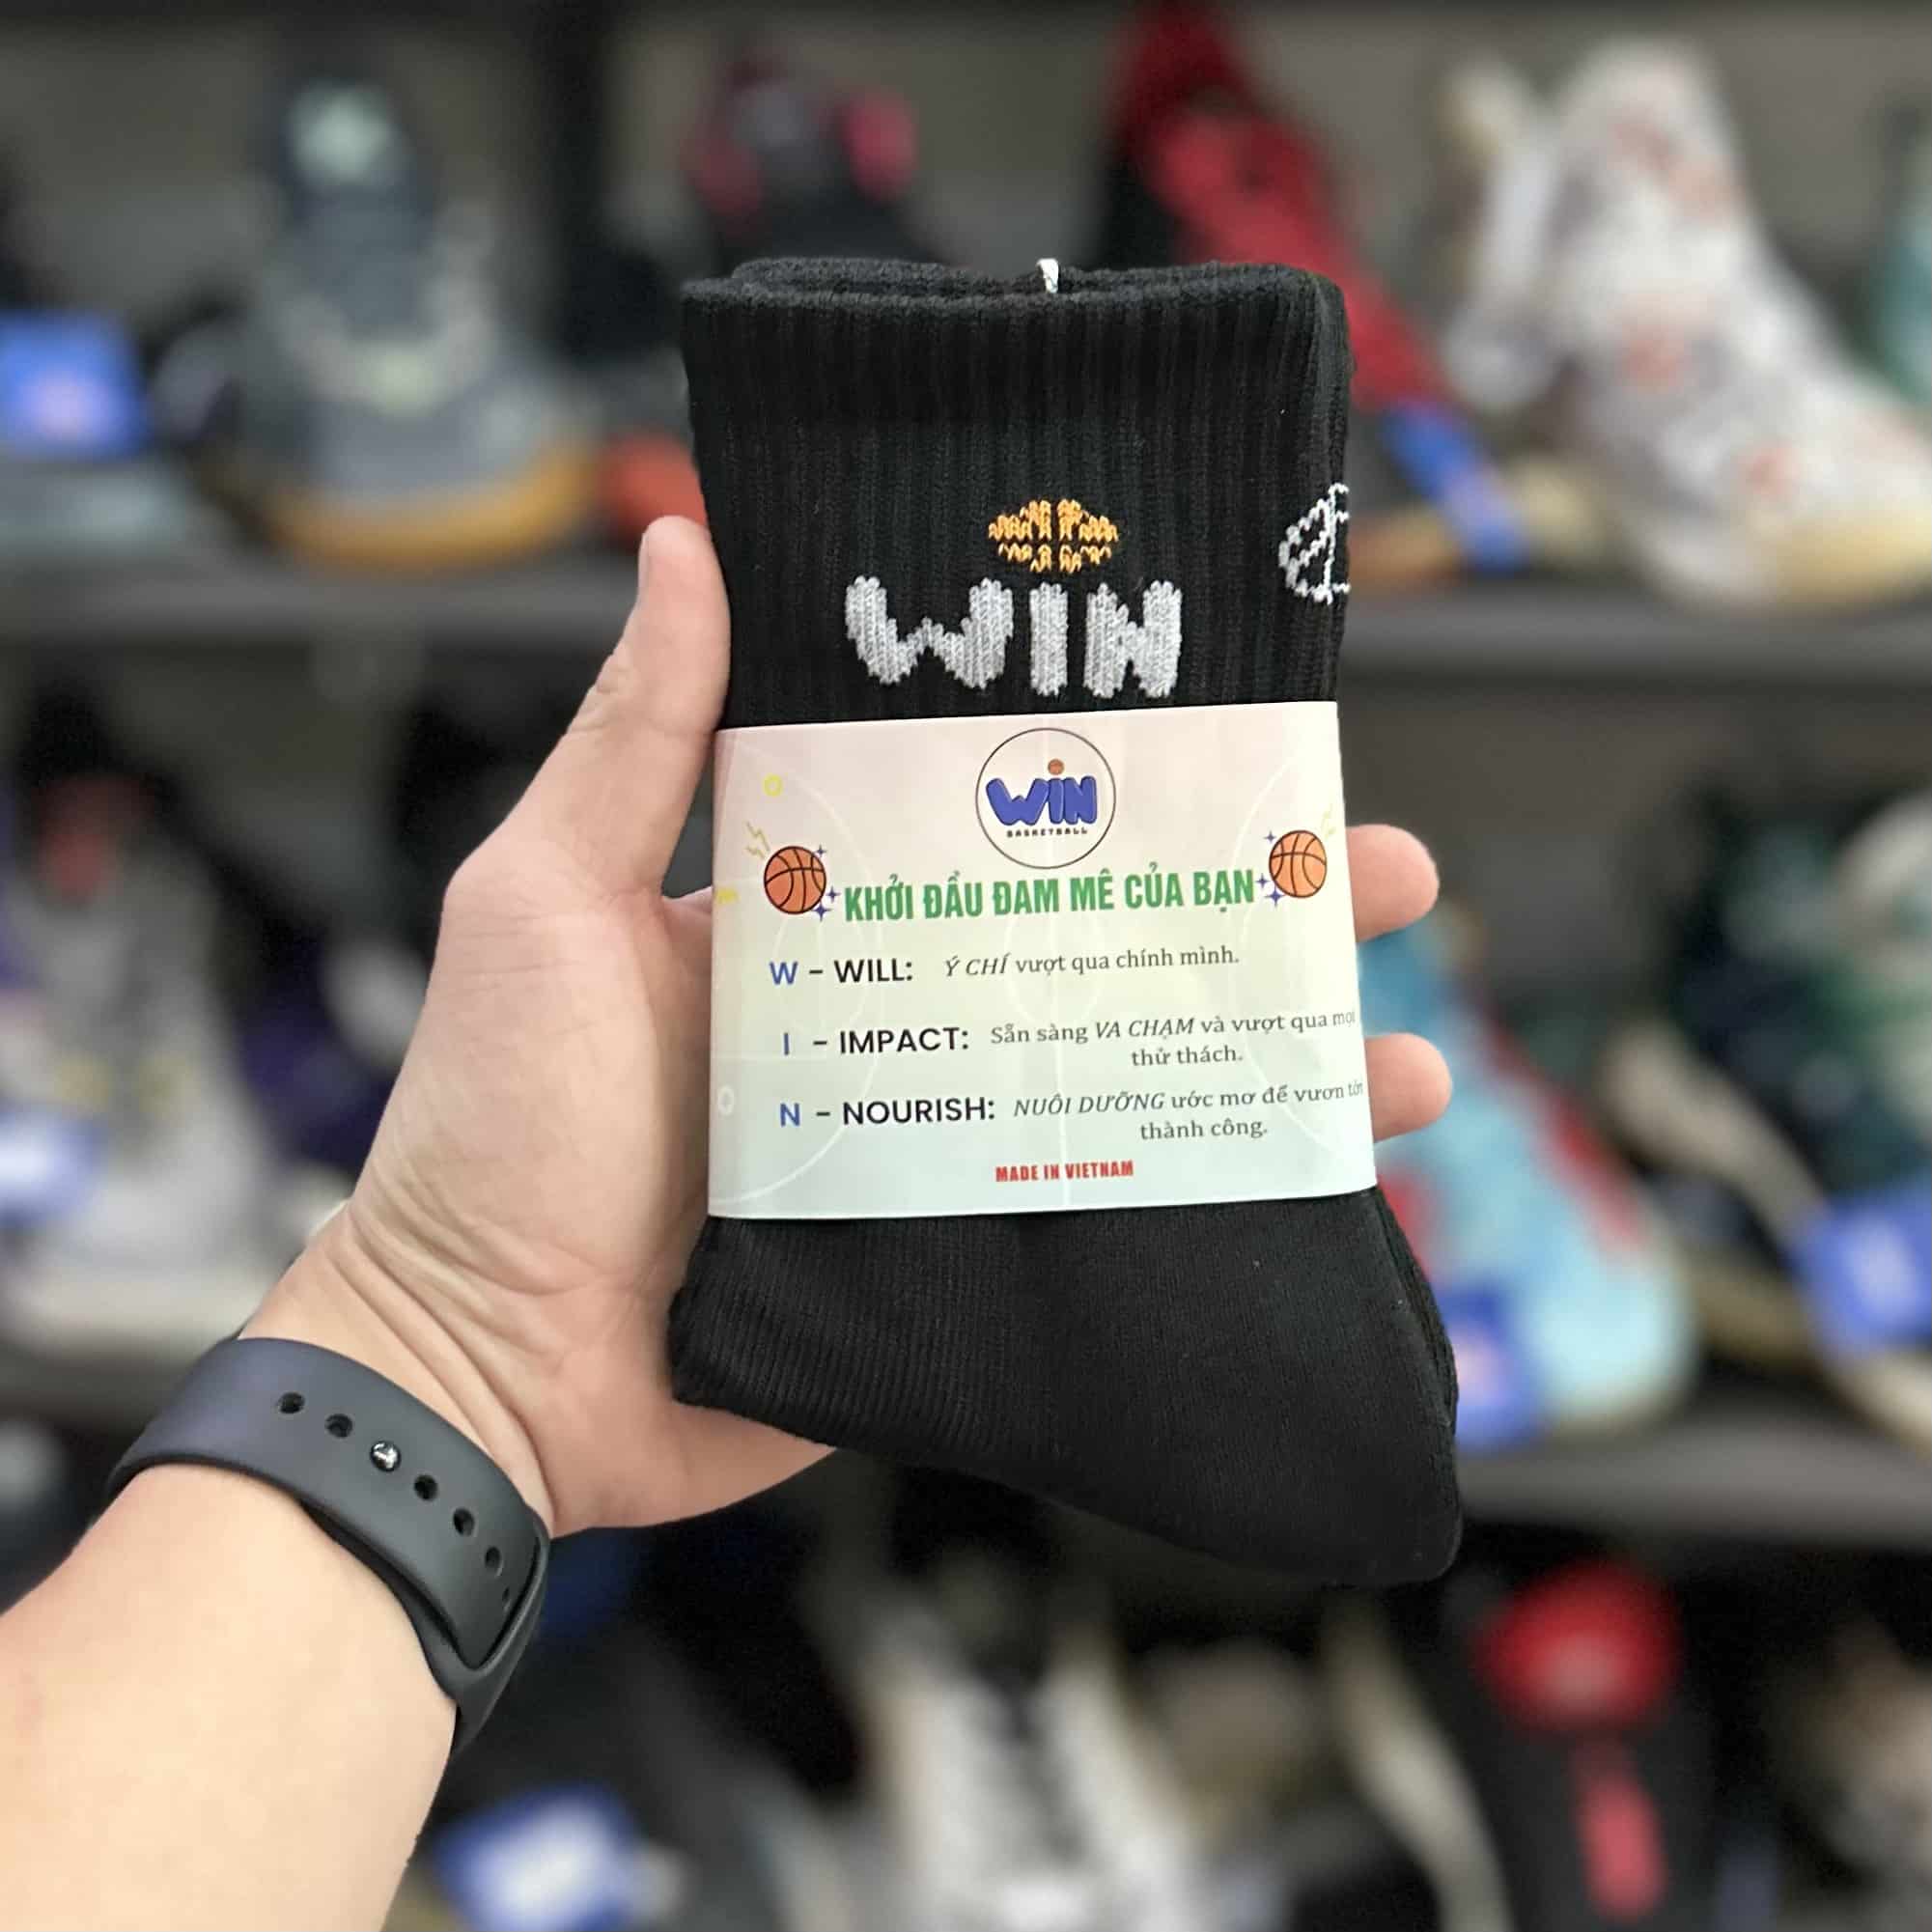 WIN
WIN
BASKETBALL
KHỞI ĐẦU ĐAM MÊ CỦA BẠN
W - WILL: Ý CHÍ vượt qua chính mình.
I - IMPACT: Sẵn sàng VA CHẠM và vượt qua mọi
thử thách.
N - NOURISH: NUÔI DƯỠNG ước mơ để vươn tới
thành công.
MADE IN VIETNAM